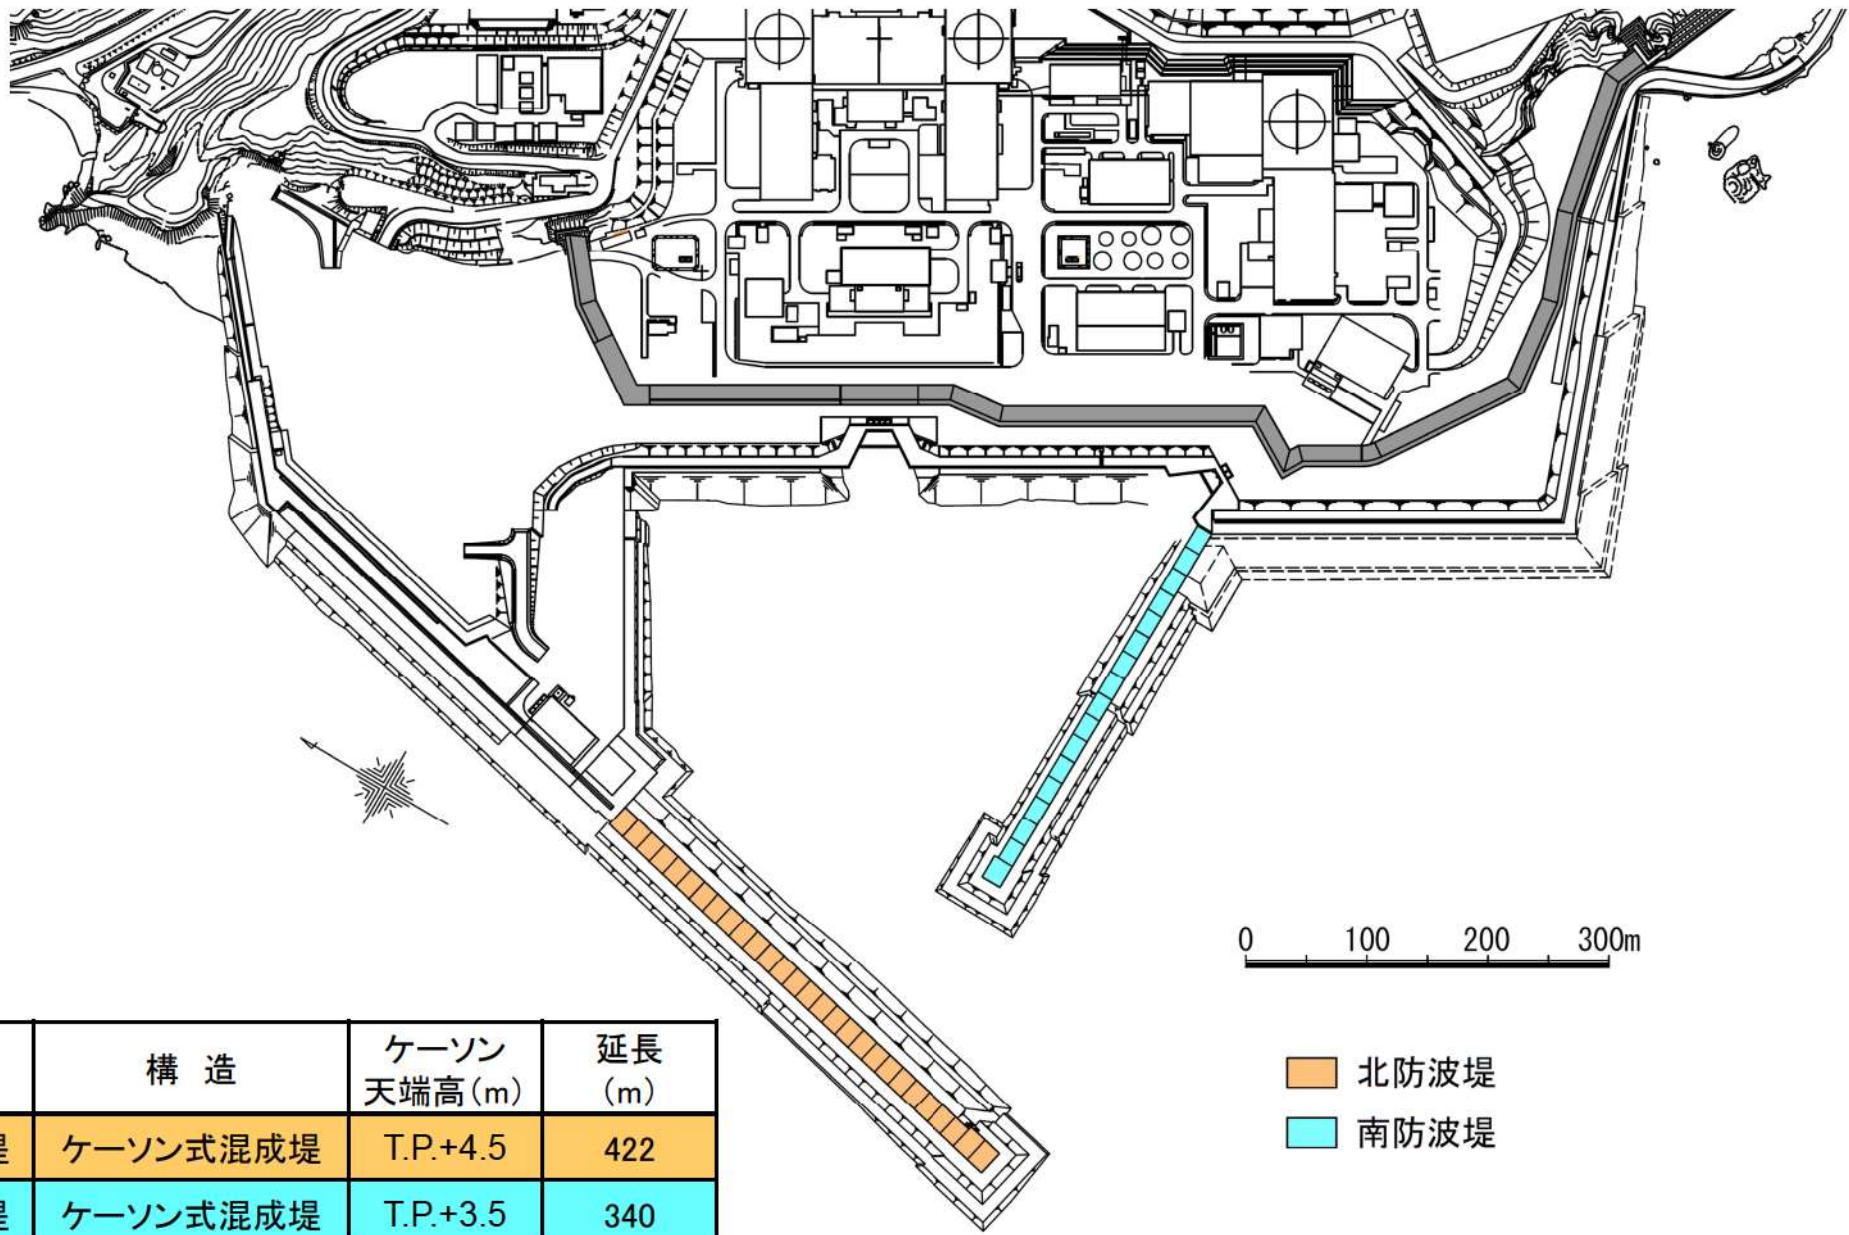 0 100 200 300m
構 造
ケーソン
天端高(m)
延長
(m)
堤 ケーソン式混成堤 T.P.+4.5 422
堤 ケーソン式混成堤 T.P.+3.5 340
北防波堤
南防波堤